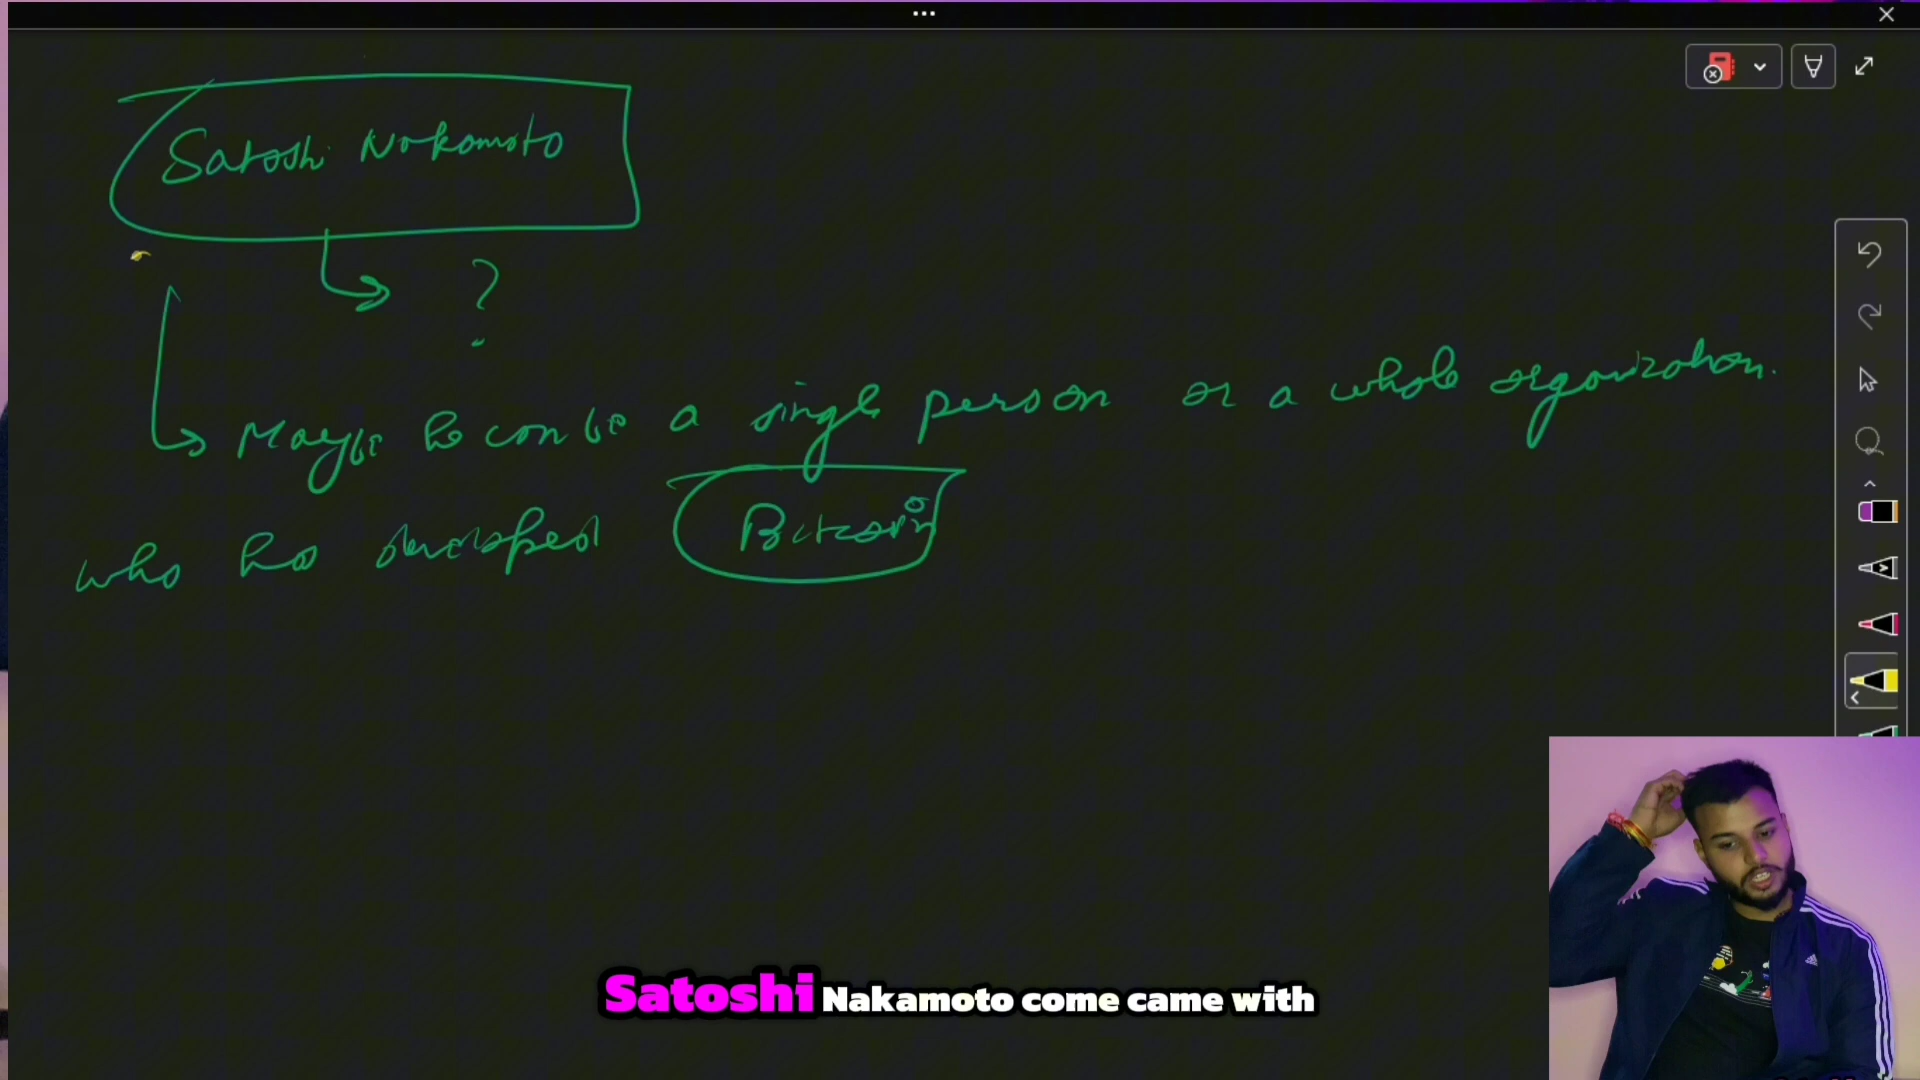 Satoshi Nakamoto
?
Maybe he can be a single person or a whole organization.
who has developed Bitcoin
Satoshi Nakamoto come came with